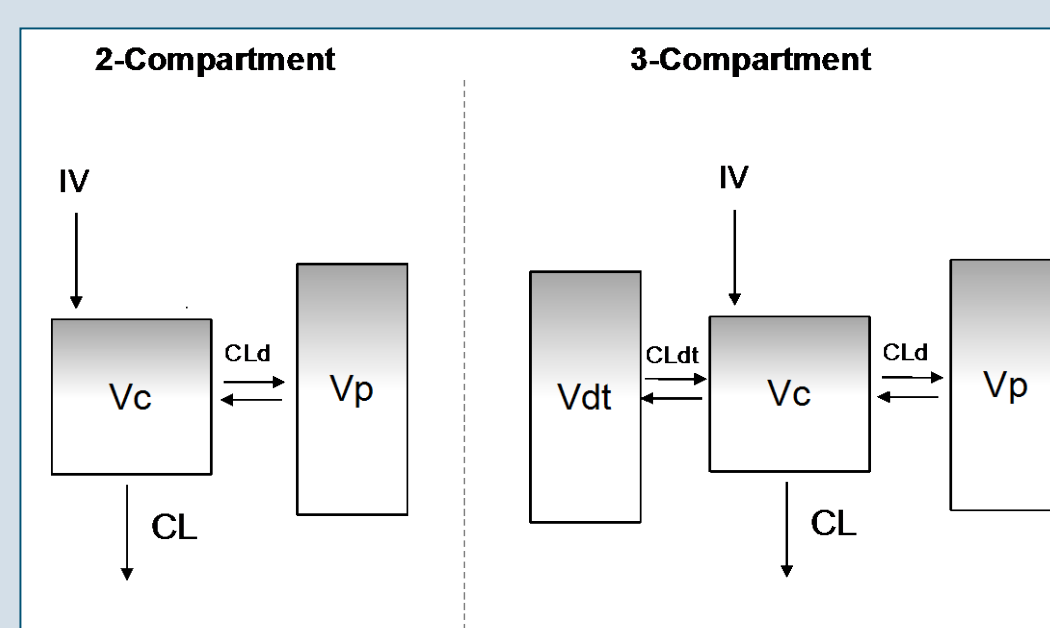 2-Compartment
IV
CLd
Vc
Vp
CL
3-Compartment
IV
CLdt
CLd
Vdt
Vc
Vp
CL